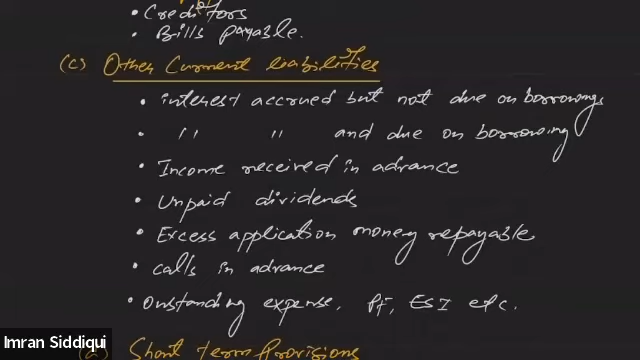 • Creditors
• Bills payable.
(c) Other Current liabilities
• interest accrued but not due on borrowings
• " " and due on borrowing
• Income received in advance
• Unpaid dividends
• Excess application money repayable
• calls in advance
• Oustanding expense, Pf, ESI etc.
Imran Siddiqui
(d) Short term Provisions